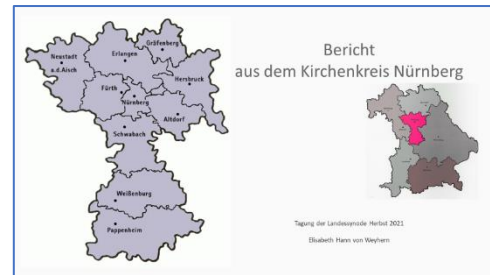 Bericht
aus dem Kirchenkreis Nürnberg
Neustadt
a.d.Aisch
Erlangen
Gräfenberg
Hersbruck
Fürth
Nürnberg
Altdorf
Schwabach
Weißenburg
Pappenheim
Tagung der Landessynode Herbst 2021
Elisabeth Hann von Weyhern